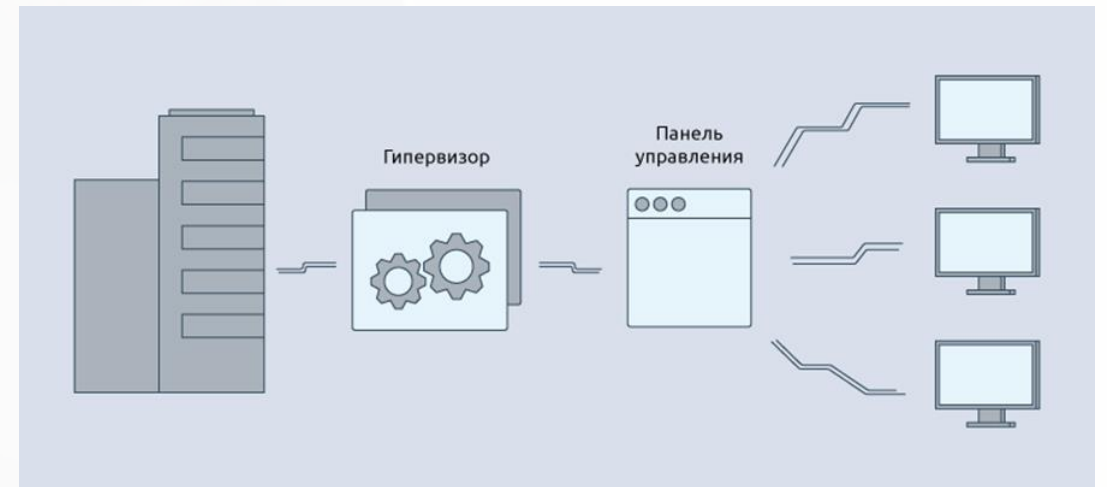 Гипервизор
Панель
управления